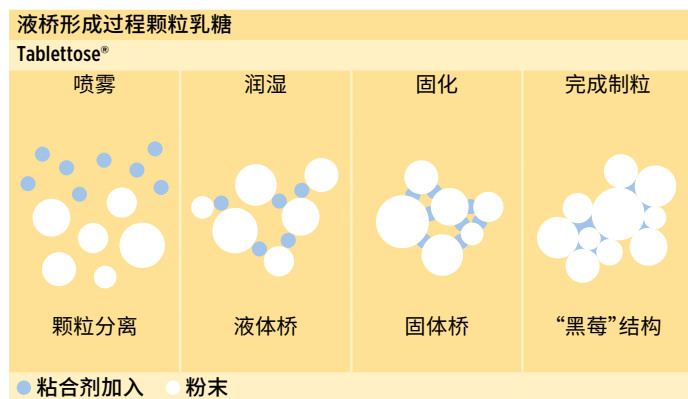 液桥形成过程颗粒乳糖
Tablettose®
喷雾 润湿 固化 完成制粒
颗粒分离 液体桥 固体桥 “黑莓”结构
粘合剂加入 粉末